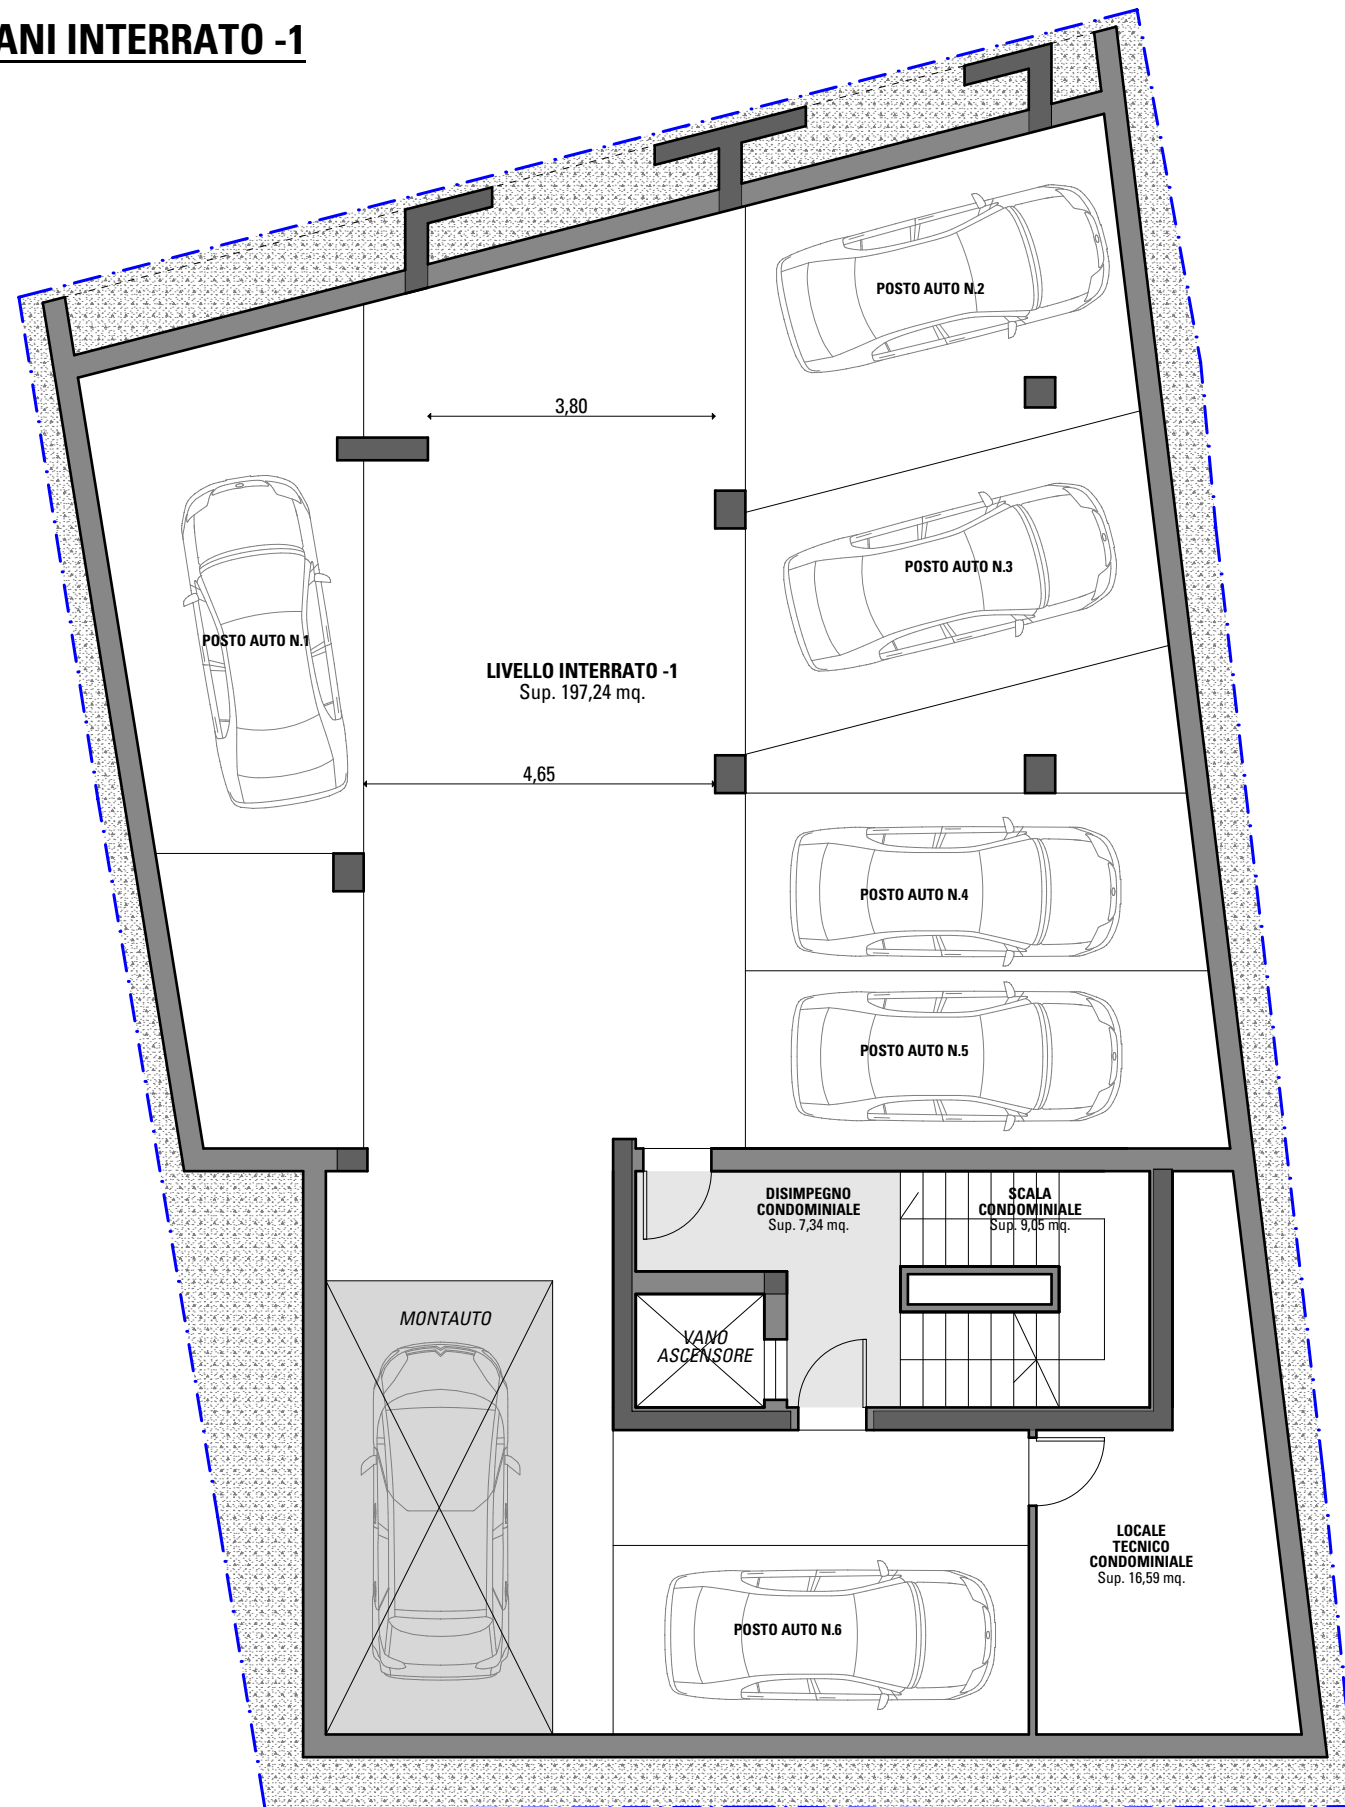 ANI INTERRATO -1
POSTO AUTO N.2
3,80
POSTO AUTO N.3
POSTO AUTO N.1
LIVELLO INTERRATO -1
Sup. 197,24 mq.
4,65
POSTO AUTO N.4
POSTO AUTO N.5
DISIMPEGNO
CONDOMINIALE
Sup. 7,34 mq.
SCALA
CONDOMINIALE
Sup. 9,05 mq.
MONTAUTO
VANO
ASCENSORE
LOCALE
TECNICO
CONDOMINIALE
Sup. 16,59 mq.
POSTO AUTO N.6